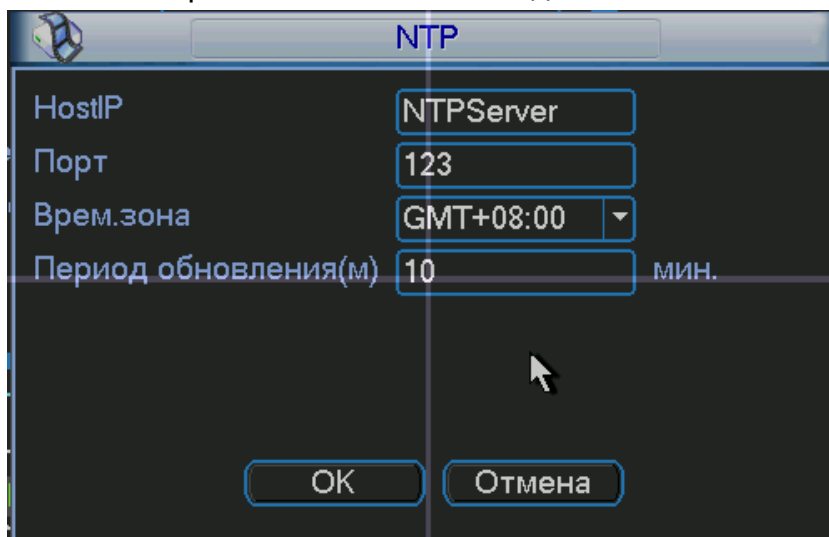 NTP
HostIP NTPServer
Порт 123
Врем.зона GMT+08:00
Период обновления(м) 10 мин.
OK Отмена